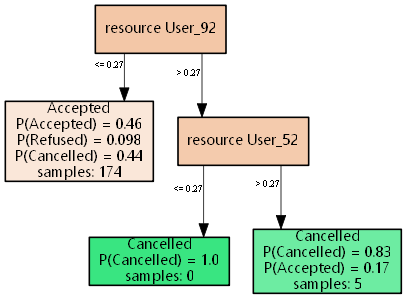 resource User_92
<= 0.27
> 0.27
Accepted
P(Accepted) = 0.46
P(Refused) = 0.098
P(Cancelled) = 0.44
samples: 174
resource User_52
<= 0.27
> 0.27
Cancelled
P(Cancelled) = 1.0
samples: 0
Cancelled
P(Cancelled) = 0.83
P(Accepted) = 0.17
samples: 5